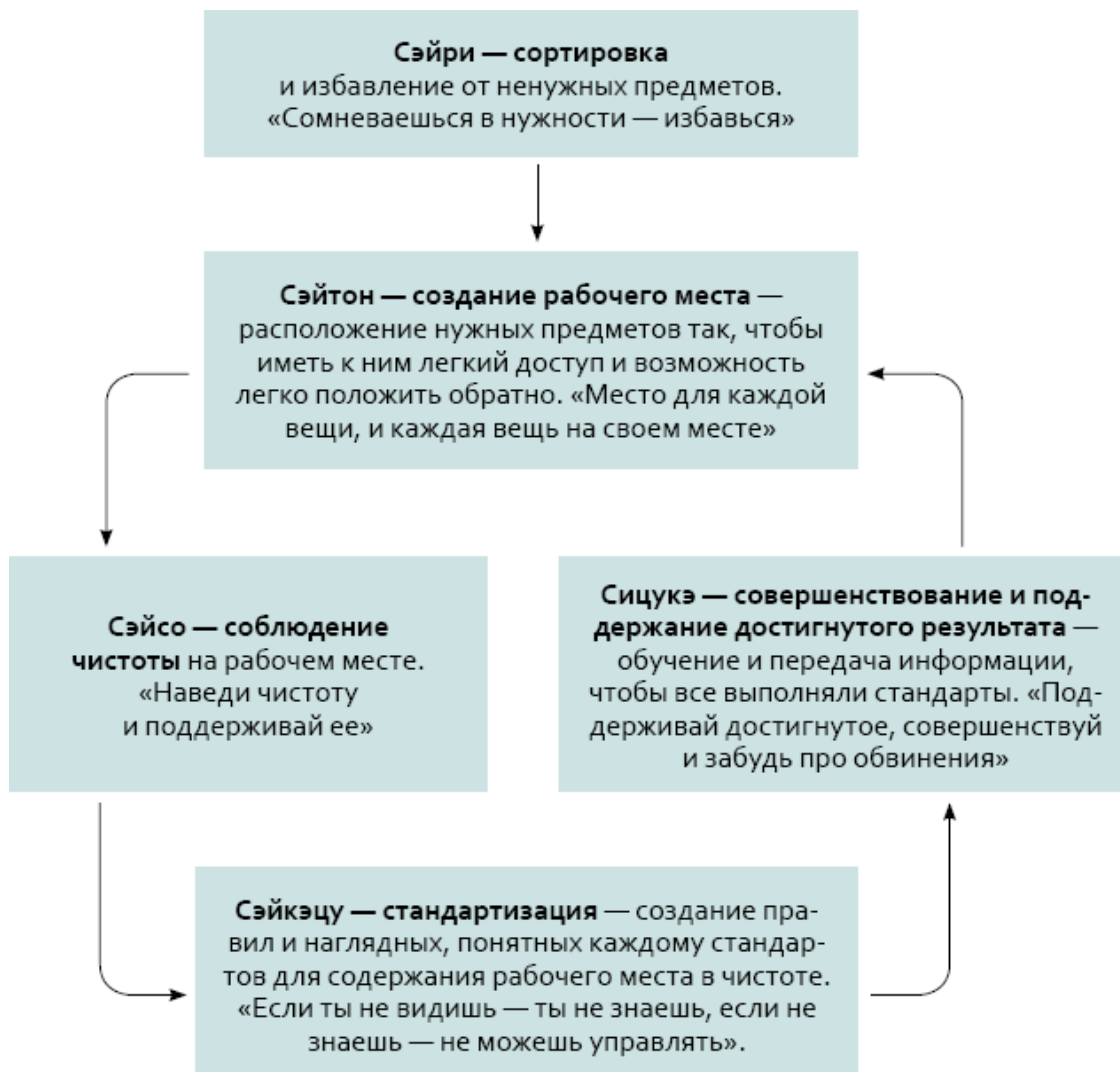 Сэйри — сортировка
и избавление от ненужных предметов.
«Сомневаешься в нужности — избавься»
Сэйтон — создание рабочего места —
расположение нужных предметов так, чтобы
иметь к ним легкий доступ и возможность
легко положить обратно. «Место для каждой
вещи, и каждая вещь на своем месте»
Сэйсо — соблюдение
чистоты на рабочем месте.
«Наведи чистоту
и поддерживай ее»
Сэйкэцу — стандартизация — создание пра-
вил и наглядных, понятных каждому стандар-
тов для содержания рабочего места в чистоте.
«Если ты не видишь — ты не знаешь, если не
знаешь — не можешь управлять».
Сицукэ — совершенствование и под-
держание достигнутого результата —
обучение и передача информации,
чтобы все выполняли стандарты. «Под-
держивай достигнутое, совершенствуй
и забудь про обвинения»